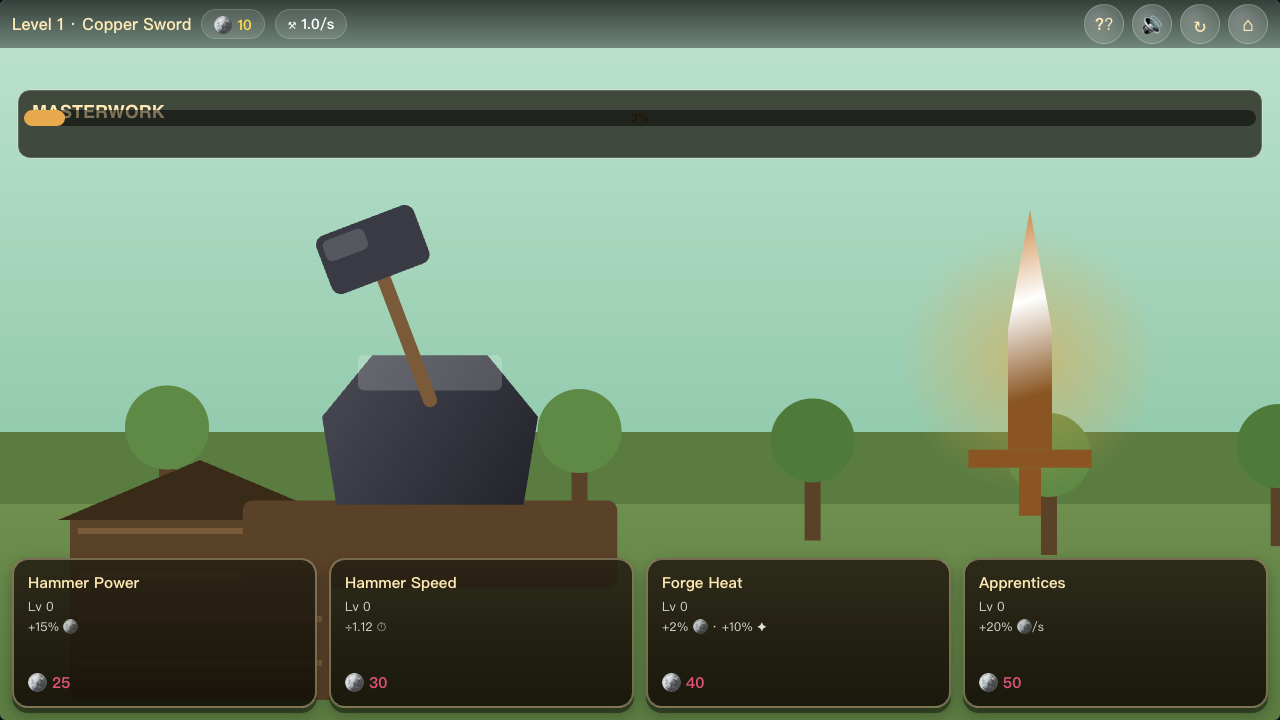 Level 1 · Copper Sword
10
⚒ 1.0/s
??
MASTERWORK
3%
Hammer Power
Lv 0
+15%
25
Hammer Speed
Lv 0
÷1.12 ⏱
30
Forge Heat
Lv 0
+2% · +10% ✦
40
Apprentices
Lv 0
+20% /s
50